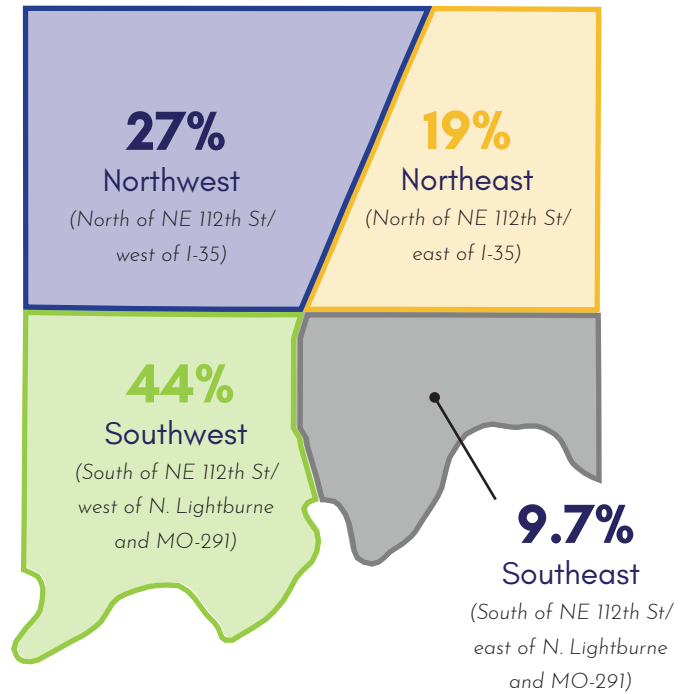 27%
Northwest
(North of NE 112th St/
west of I-35)
19%
Northeast
(North of NE 112th St/
east of I-35)
44%
Southwest
(South of NE 112th St/
west of N. Lightburne
and MO-291)
9.7%
Southeast
(South of NE 112th St/
east of N. Lightburne
and MO-291)